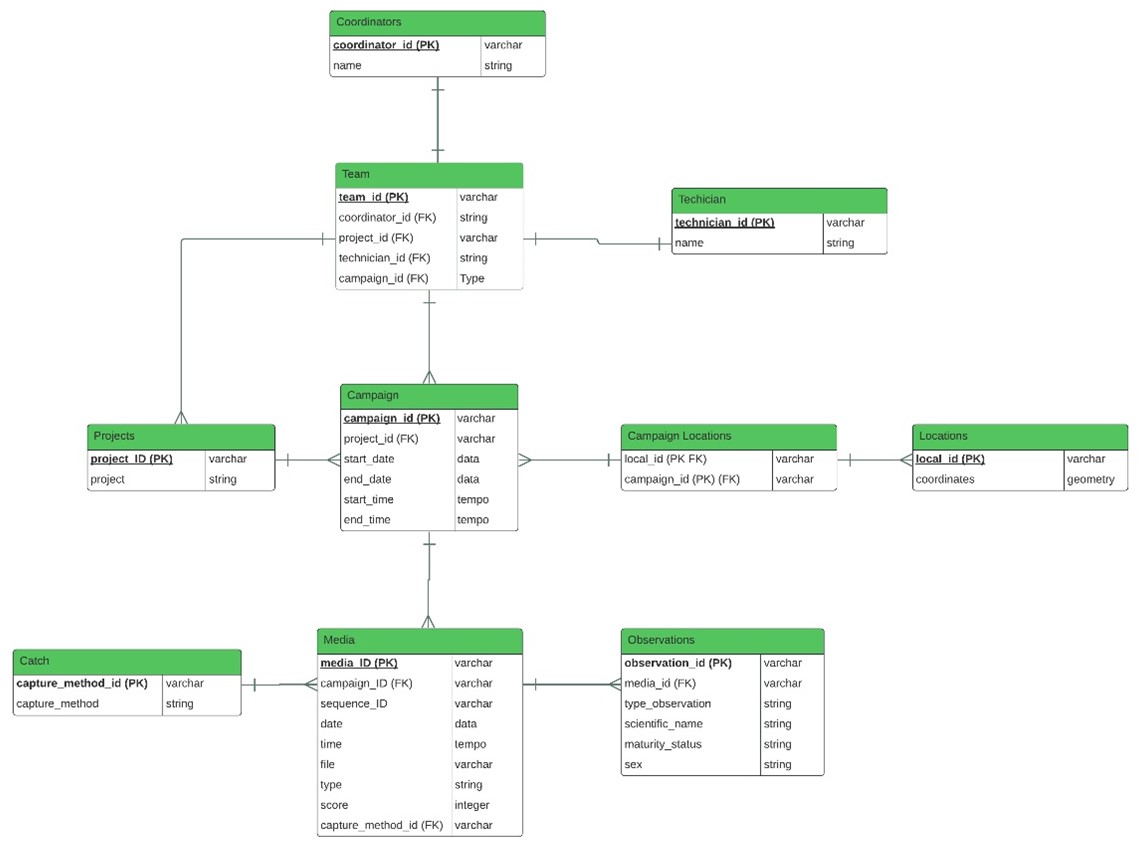 Coordinators
coordinator_id (PK) varchar
name string
Team
team_id (PK) varchar
coordinator_id (FK) string
project_id (FK) varchar
technician_id (FK) string
campaign_id (FK) Type
Techician
technician_id (PK) varchar
name string
Campaign
campaign_id (PK) varchar
project_id (FK) varchar
start_date data
end_date data
start_time tempo
end_time tempo
Projects
project_ID (PK) varchar
project string
Campaign Locations
local_id (PK FK) varchar
campaign_id (PK) (FK) varchar
Locations
local_id (PK) varchar
coordinates geometry
Catch
capture_method_id (PK) varchar
capture_method string
Media
media_ID (PK) varchar
campaign_ID (FK) varchar
sequence_ID varchar
date data
time tempo
file varchar
type string
score integer
capture_method_id (FK) varchar
Observations
observation_id (PK) varchar
media_id (FK) varchar
type_observation string
scientific_name string
maturity_status string
sex string